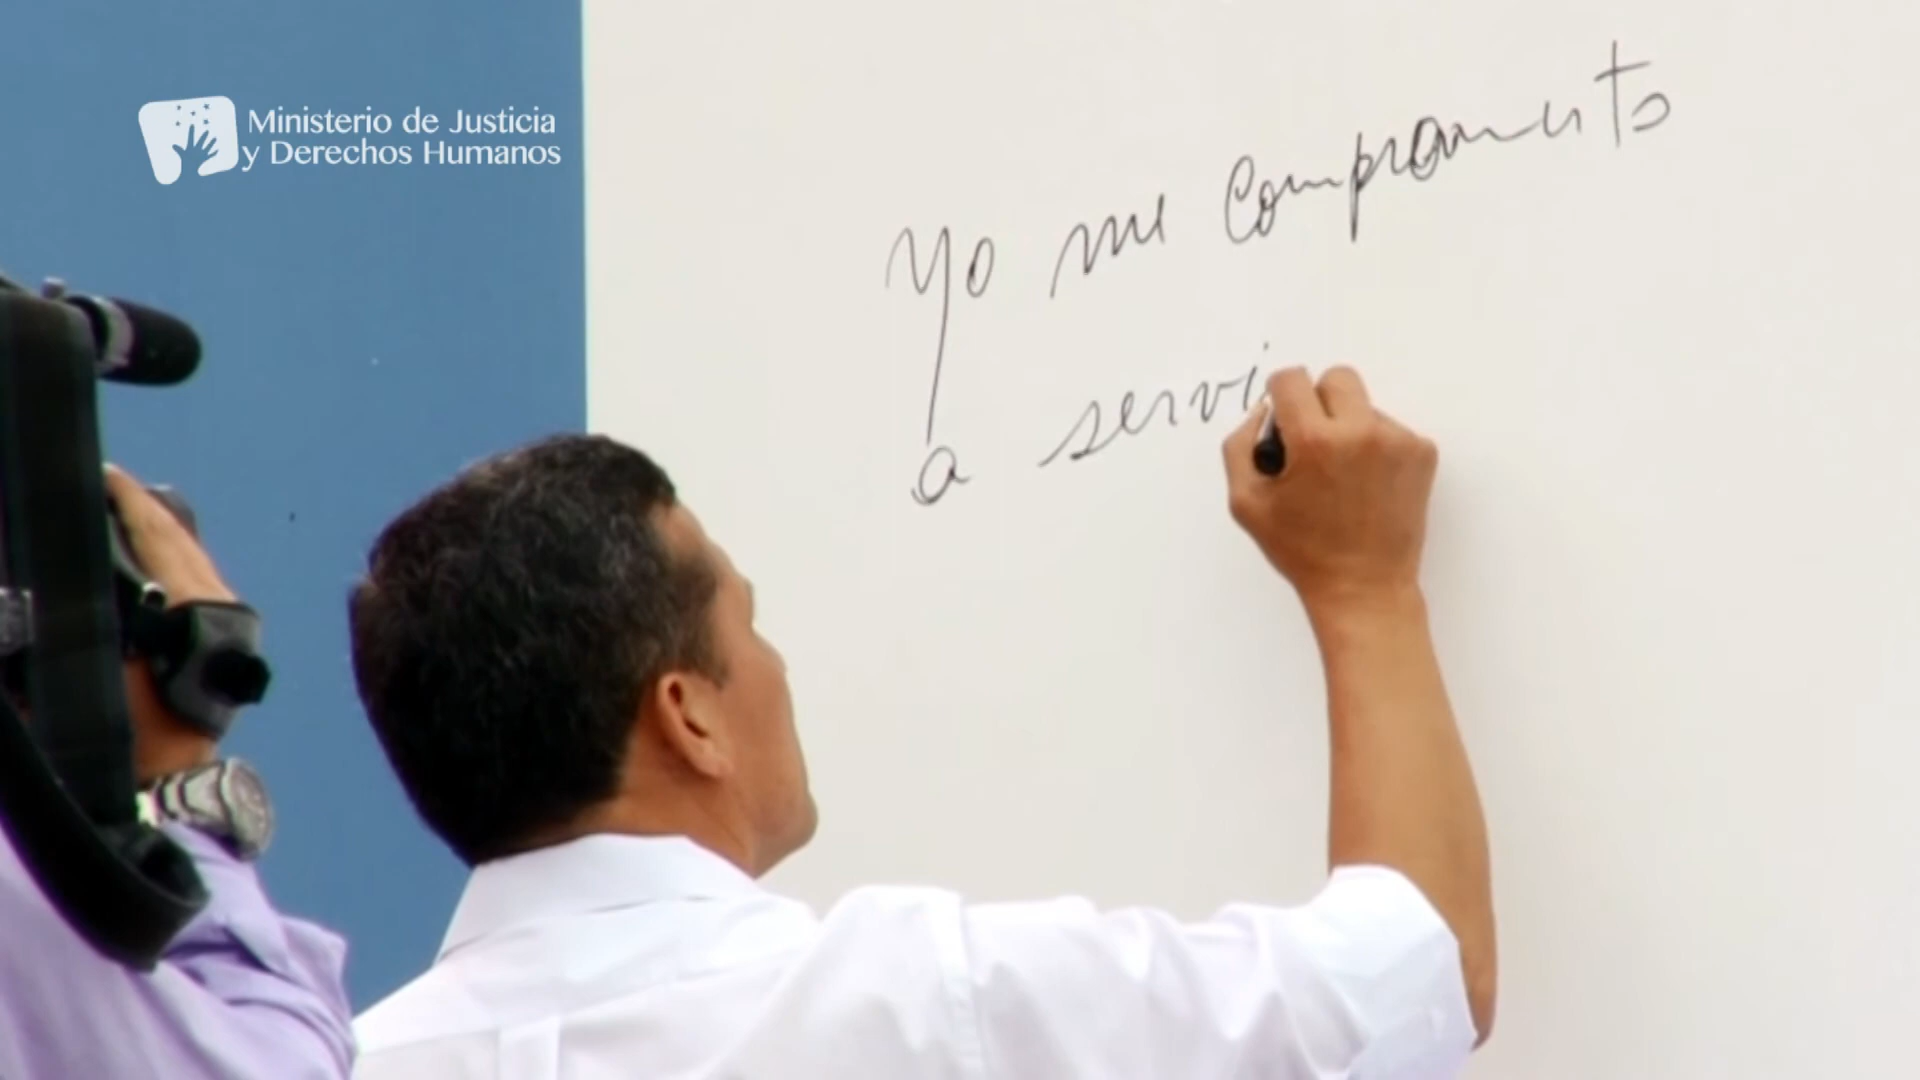 Ministerio de Justicia
y Derechos Humanos
Yo me comprometo
a servi